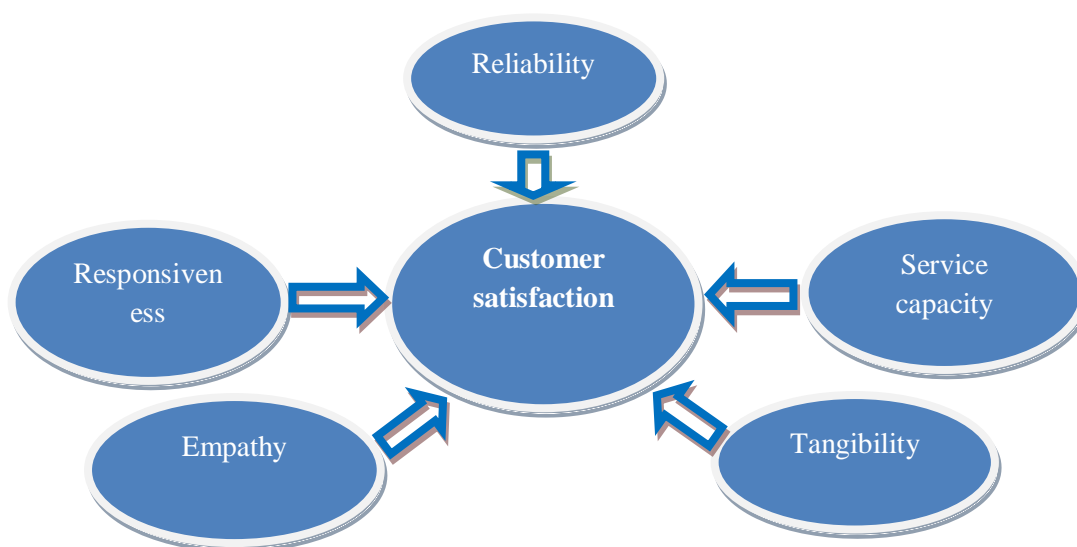 Reliability
Customer
satisfaction
Responsiven
ess
Service
capacity
Empathy
Tangibility